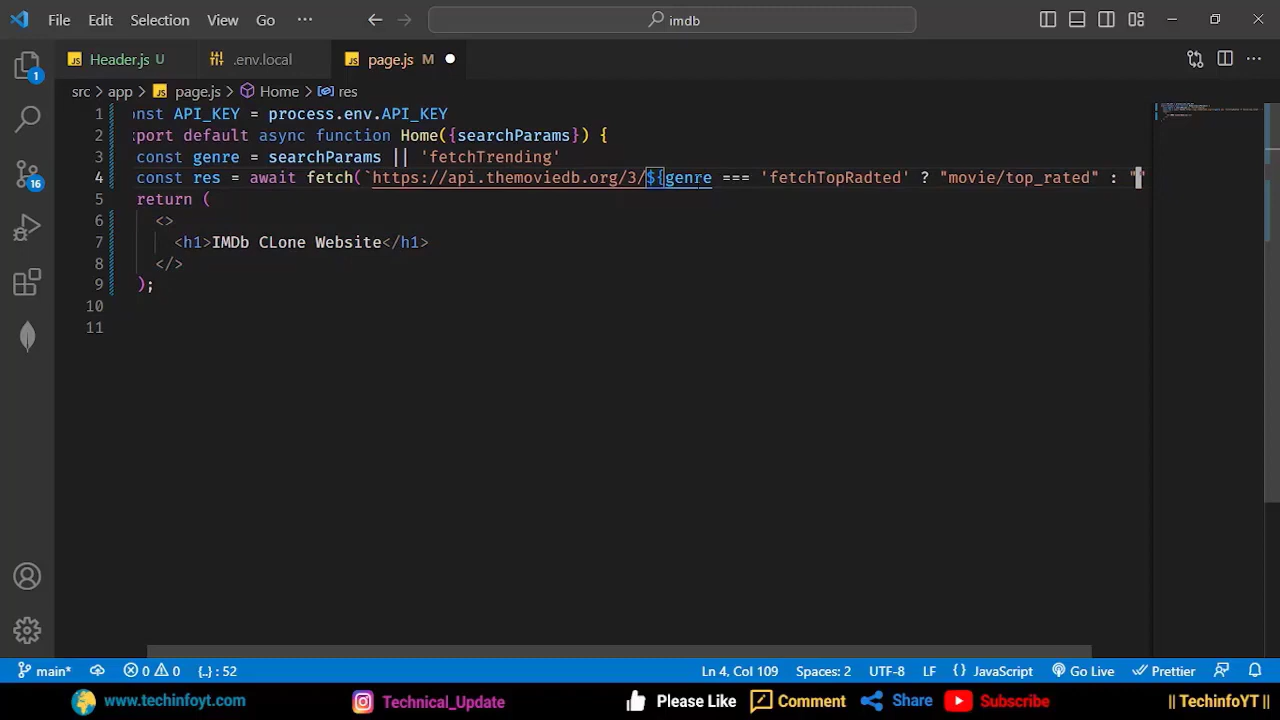 File Edit Selection View Go ··· imdb
Header.js U .env.local page.js M
src > app > page.js > Home > res
1 nst API_KEY = process.env.API_KEY
2 port default async function Home({searchParams}) {
3 const genre = searchParams || 'fetchTrending'
4 const res = await fetch(`https://api.themoviedb.org/3/${genre === 'fetchTopRadted' ? "movie/top_rated" : "
5 return (
6 <>
7 <h1>IMDb CLone Website</h1>
8 </>
9 );
10
11
1
16
main* 0 0 {..} : 52 Ln 4, Col 109 Spaces: 2 UTF-8 LF {} JavaScript Go Live Prettier
www.techinfoyt.com Technical_Update Please Like Comment Share Subscribe || TechinfoYT ||